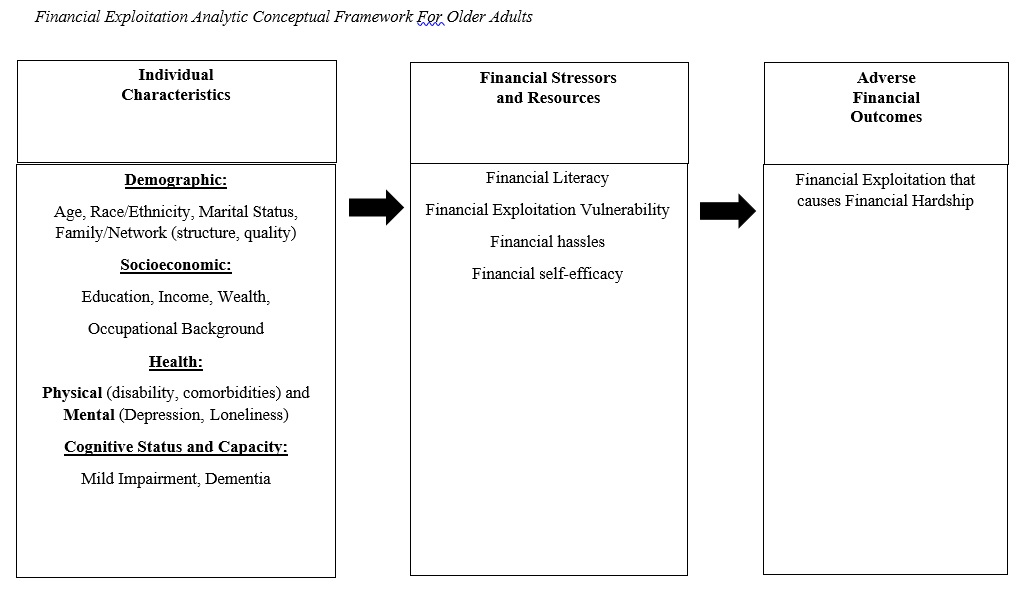 Financial Exploitation Analytic Conceptual Framework For Older Adults
Individual
Characteristics
Demographic:
Age, Race/Ethnicity, Marital Status,
Family/Network (structure, quality)
Socioeconomic:
Education, Income, Wealth,
Occupational Background
Health:
Physical (disability, comorbidities) and
Mental (Depression, Loneliness)
Cognitive Status and Capacity:
Mild Impairment, Dementia
Financial Stressors
and Resources
Financial Literacy
Financial Exploitation Vulnerability
Financial hassles
Financial self-efficacy
Adverse
Financial
Outcomes
Financial Exploitation that
causes Financial Hardship